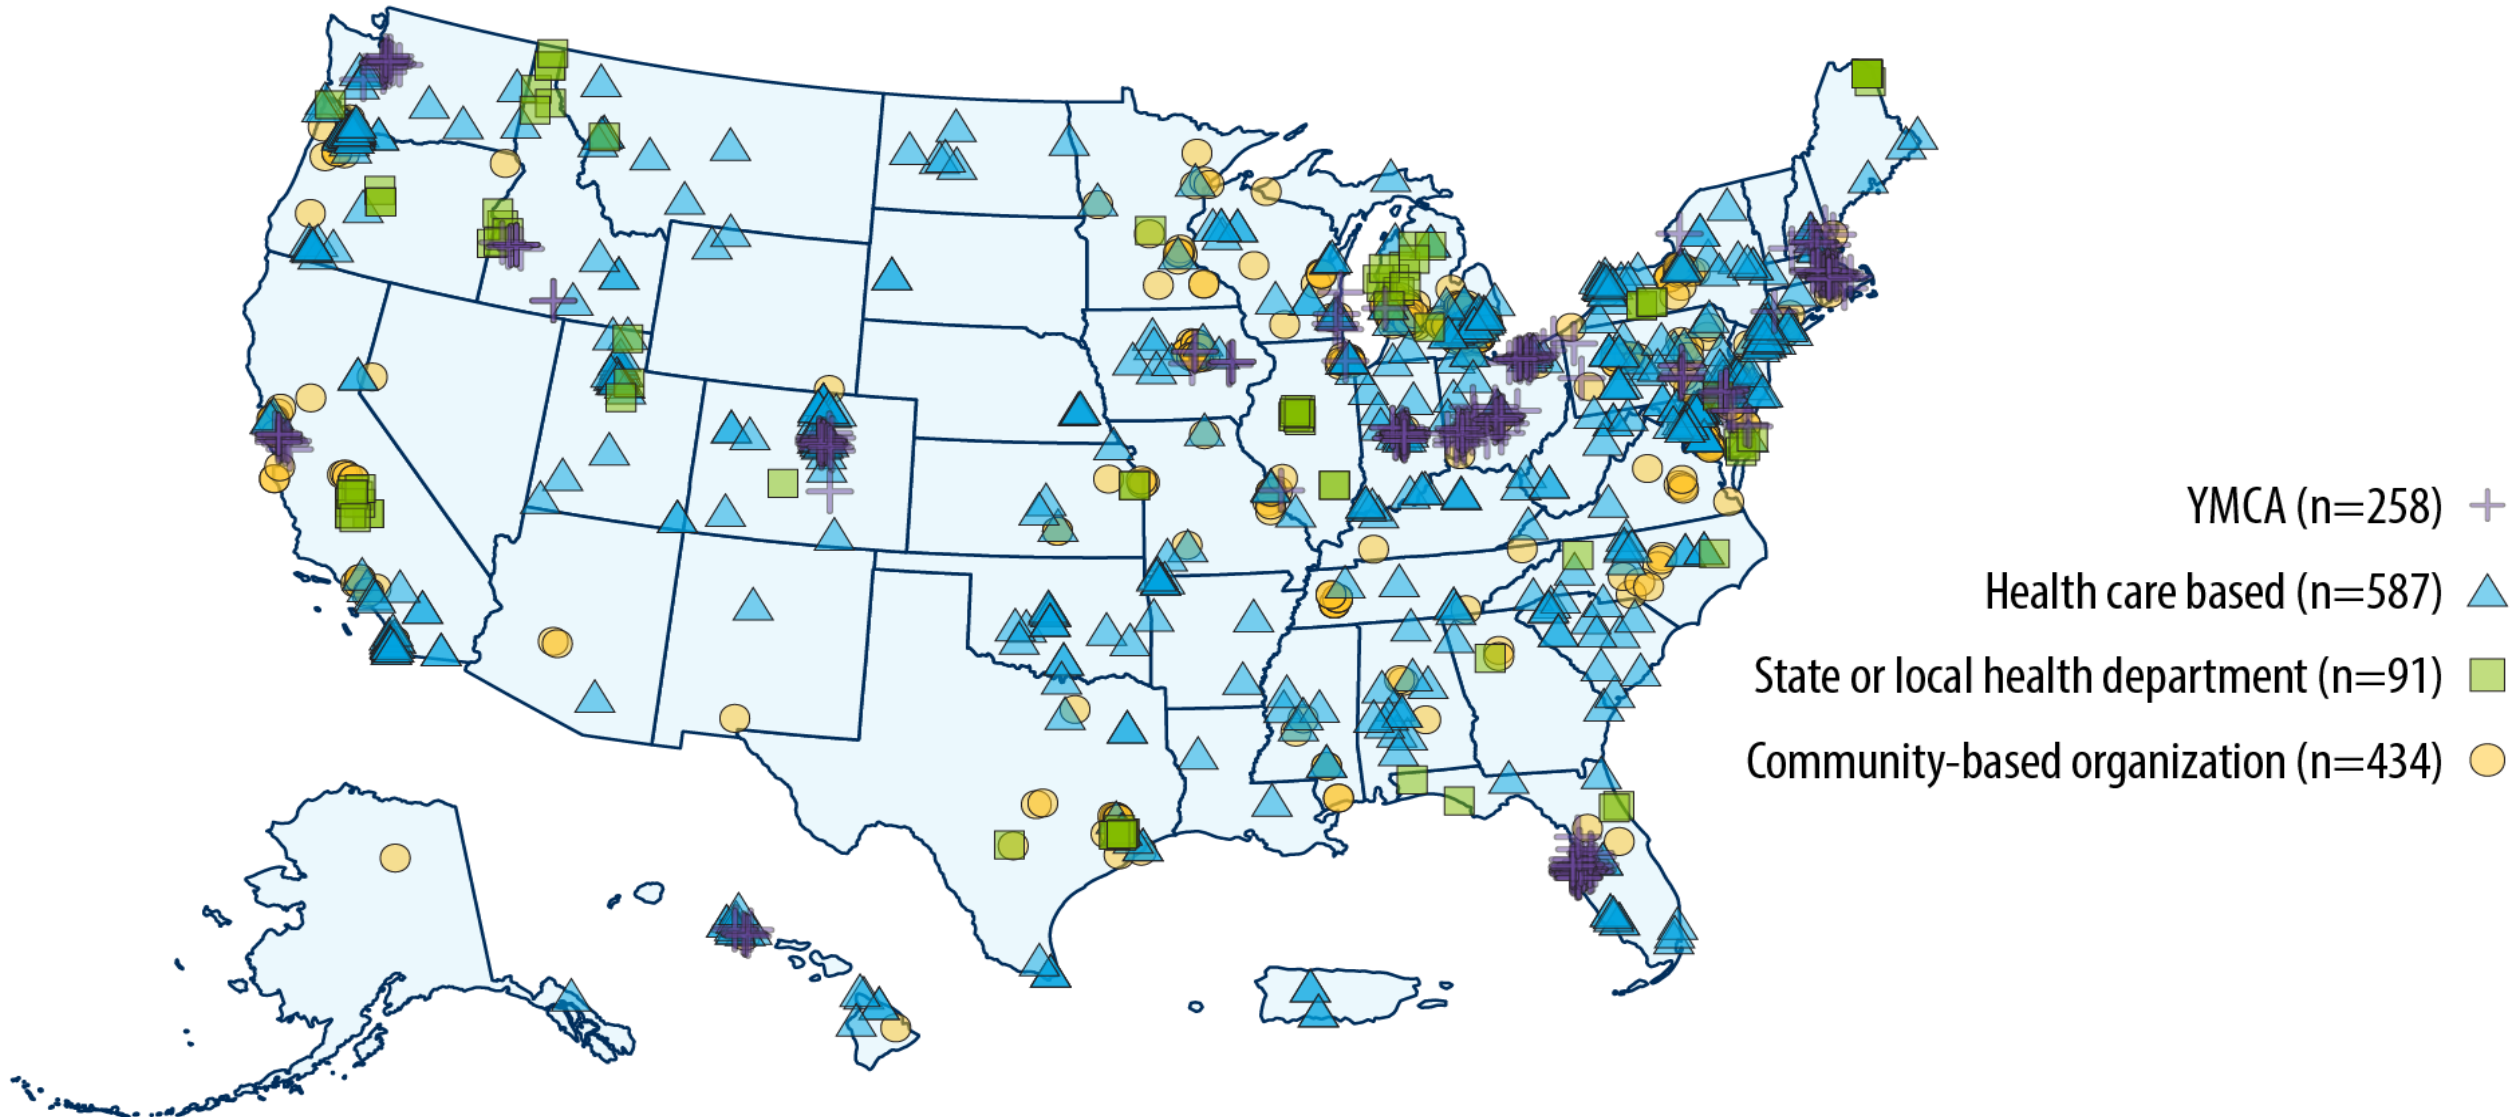 YMCA (n=258)
Health care based (n=587)
State or local health department (n=91)
Community-based organization (n=434)